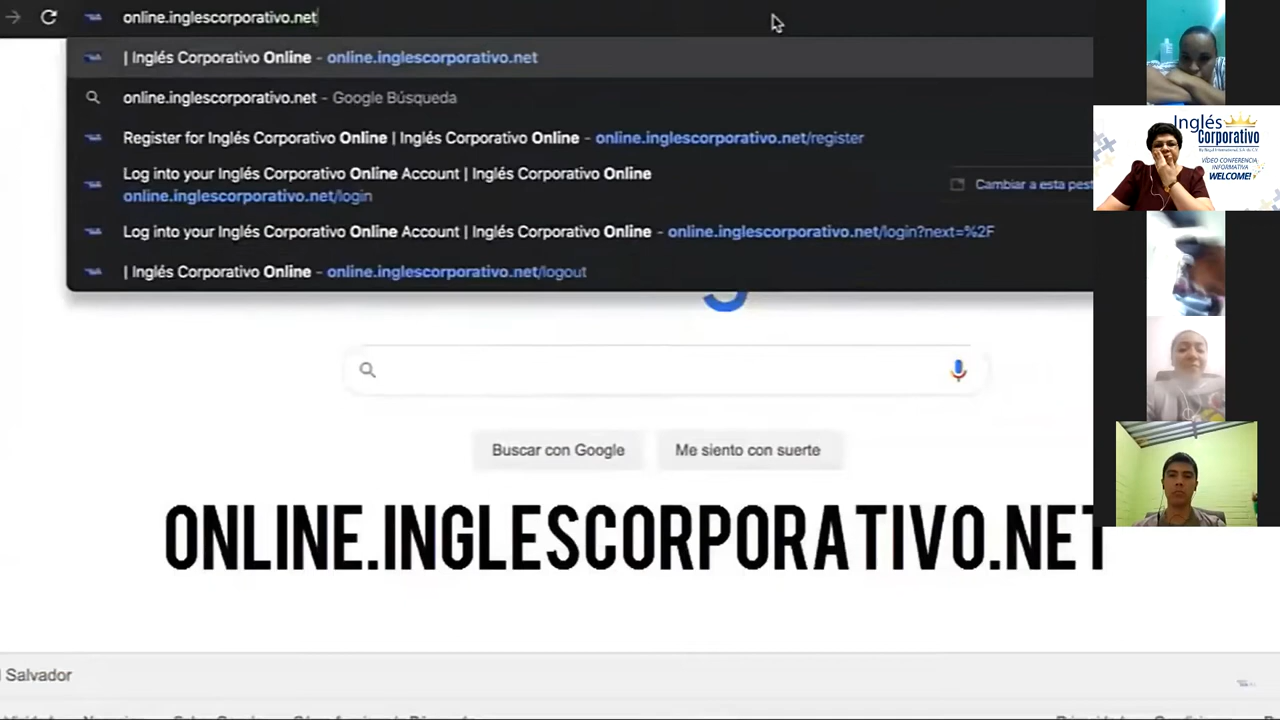 online.inglescorporativo.net
| Inglés Corporativo Online - online.inglescorporativo.net
online.inglescorporativo.net - Google Búsqueda
Register for Inglés Corporativo Online | Inglés Corporativo Online - online.inglescorporativo.net/register
Log into your Inglés Corporativo Online Account | Inglés Corporativo Online
online.inglescorporativo.net/login
Cambiar a esta pest
Log into your Inglés Corporativo Online Account | Inglés Corporativo Online - online.inglescorporativo.net/login?next=%2F
| Inglés Corporativo Online - online.inglescorporativo.net/logout
Buscar con Google
Me siento con suerte
ONLINE.INGLESCORPORATIVO.NET
Salvador
Inglés
Corporativo
VÍDEO CONFERENCIA
INFORMATIVA
WELCOME!